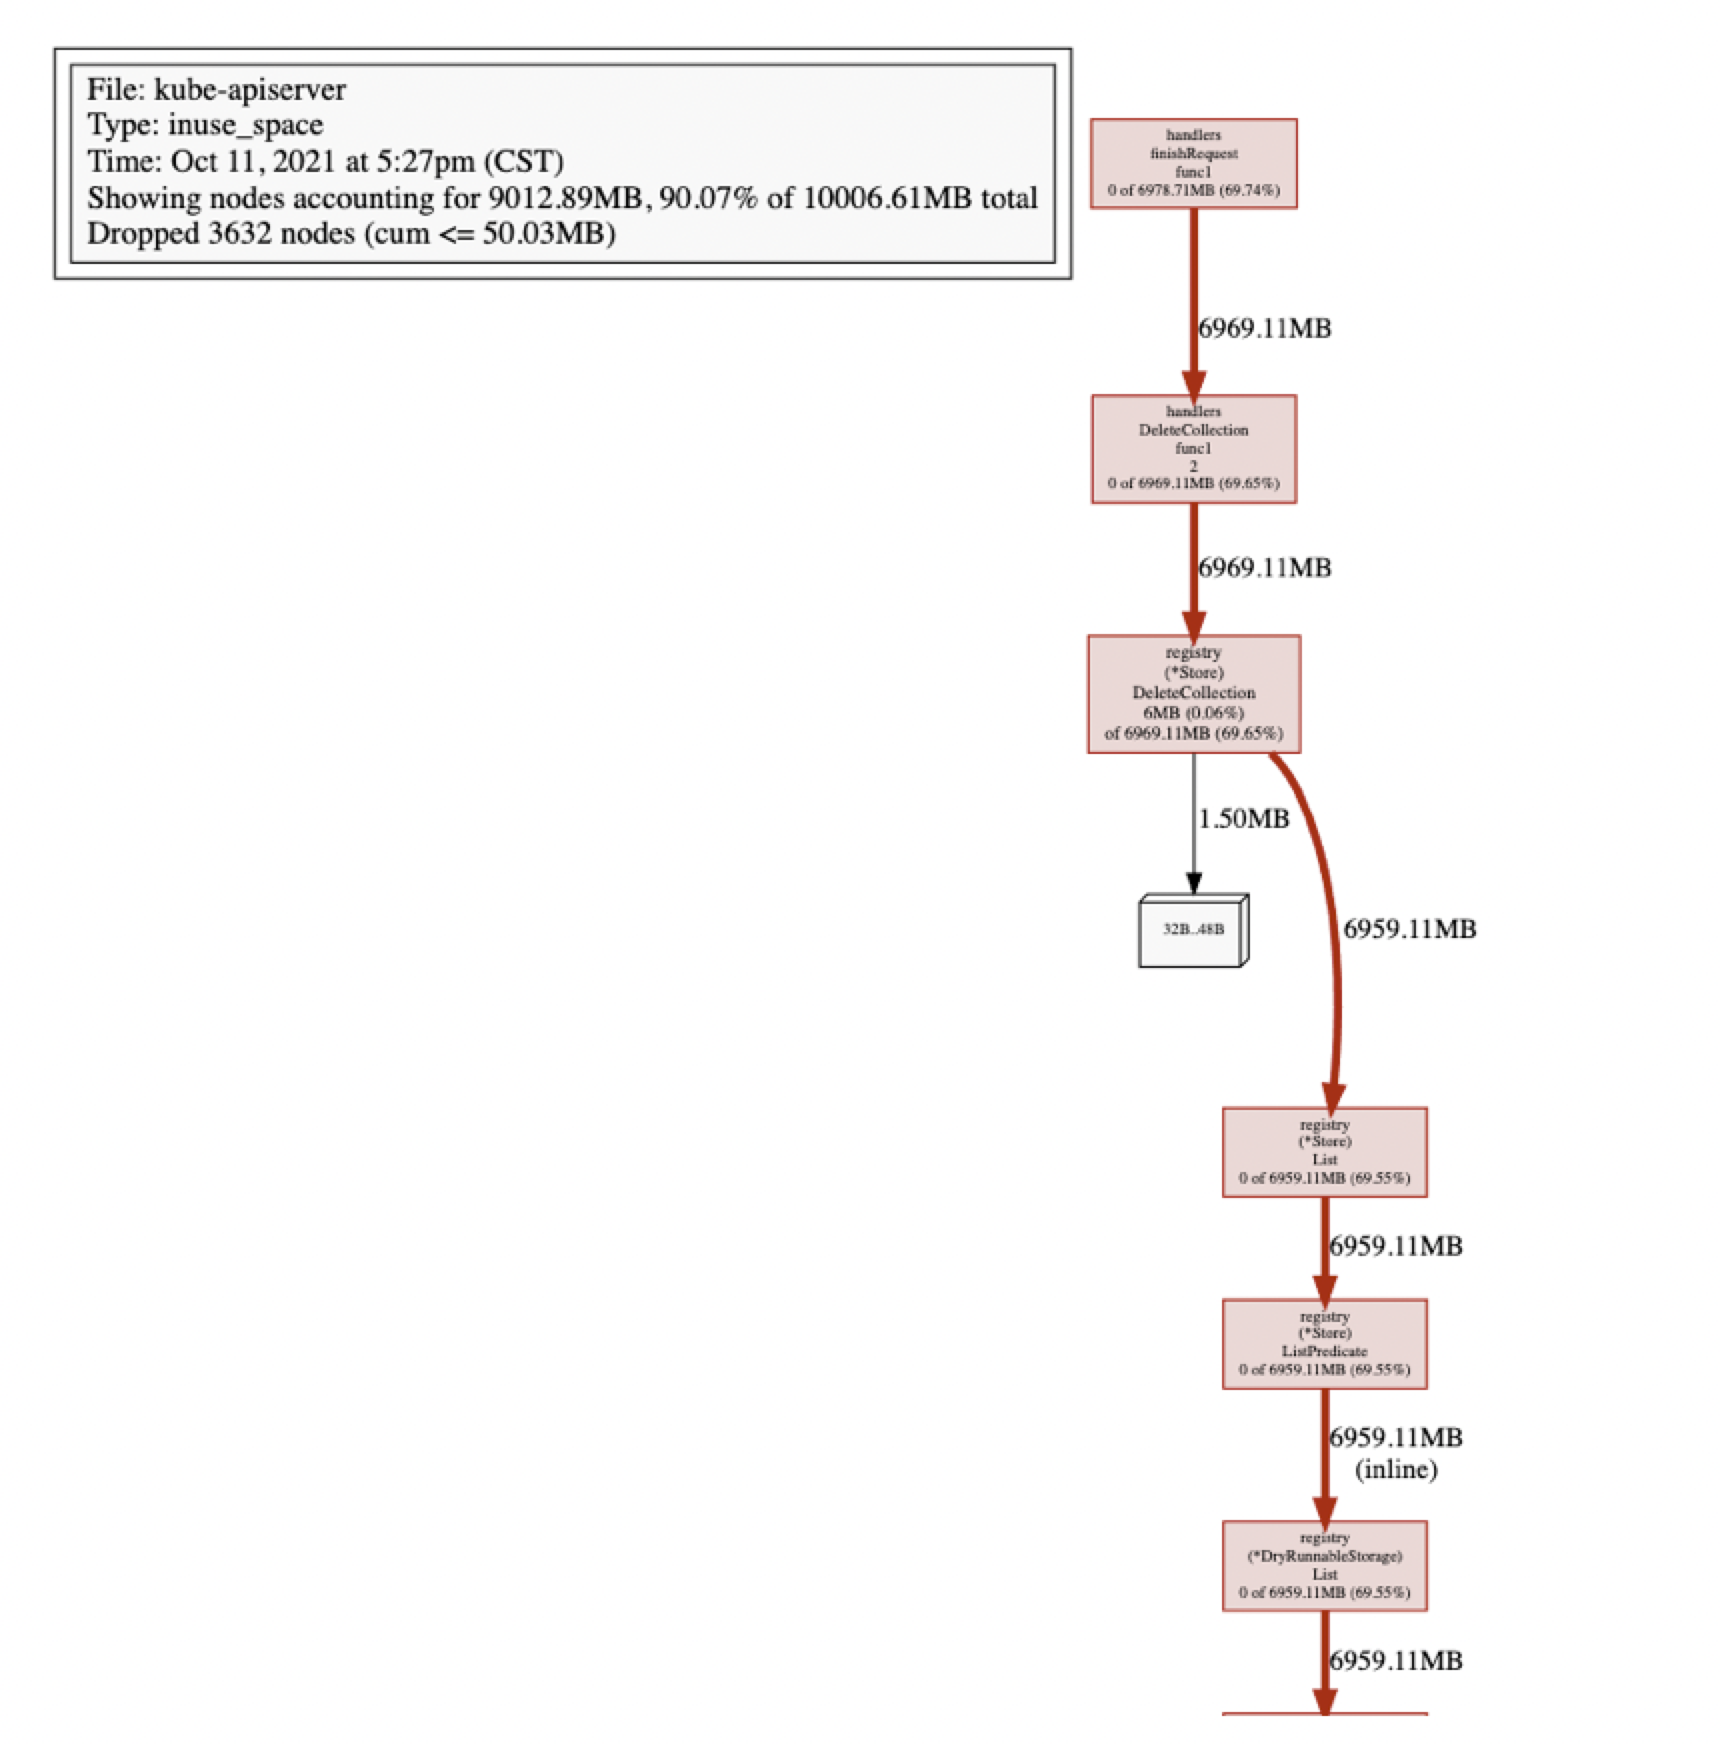 File: kube-apiserver
Type: inuse_space
Time: Oct 11, 2021 at 5:27pm (CST)
Showing nodes accounting for 9012.89MB, 90.07% of 10006.61MB total
Dropped 3632 nodes (cum <= 50.03MB)
handlers
finishRequest
func1
0 of 6978.71MB (69.74%)
6969.11MB
handlers
DeleteCollection
func1
2
0 of 6969.11MB (69.65%)
6969.11MB
registry
(*Store)
DeleteCollection
6MB (0.06%)
of 6969.11MB (69.65%)
1.50MB
32B..48B
6959.11MB
registry
(*Store)
List
0 of 6959.11MB (69.55%)
6959.11MB
registry
(*Store)
ListPredicate
0 of 6959.11MB (69.55%)
6959.11MB
(inline)
registry
(*DryRunnableStorage)
List
0 of 6959.11MB (69.55%)
6959.11MB